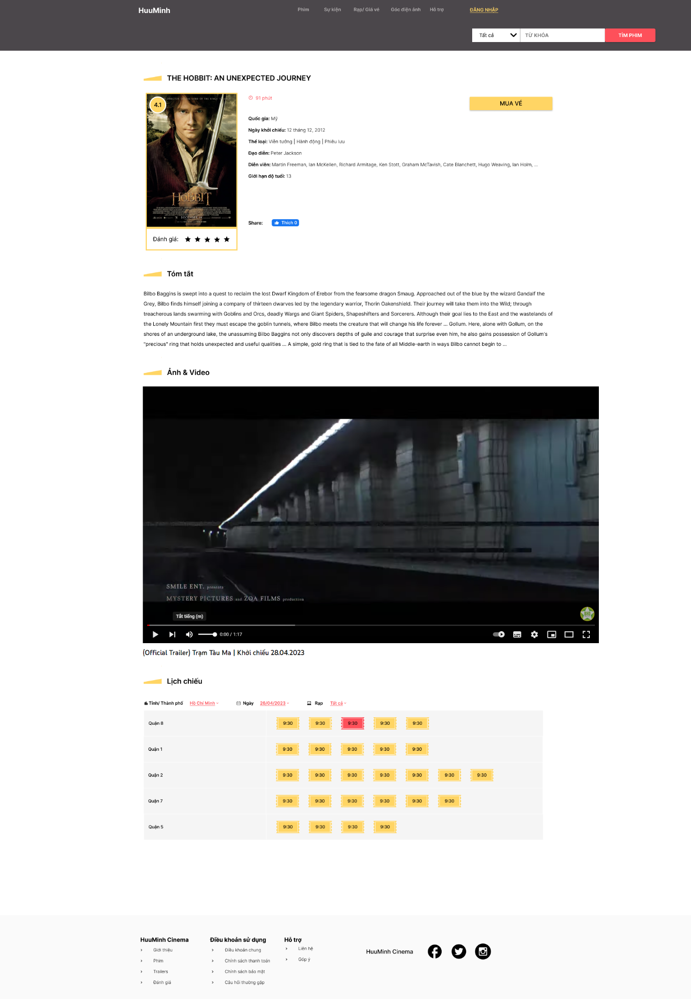 HuuMinh
Phim Sự kiện Rạp/ Giá vé Góc điện ảnh Hỗ trợ ĐĂNG NHẬP
Tất cả TỪ KHÓA TÌM PHIM
THE HOBBIT: AN UNEXPECTED JOURNEY
4.1
HOBBIT
DECEMBER 14
Đánh giá:
91 phút
MUA VÉ
Quốc gia: Mỹ
Ngày khởi chiếu: 12 tháng 12, 2012
Thể loại: Viễn tưởng | Hành động | Phiêu lưu
Đạo diễn: Peter Jackson
Diễn viên: Martin Freeman, Ian McKellen, Richard Armitage, Ken Stott, Graham McTavish, Cate Blanchett, Hugo Weaving, Ian Holm, ...
Giới hạn độ tuổi: 13
Share: Thích 0
Tóm tắt
Bilbo Baggins is swept into a quest to reclaim the lost Dwarf Kingdom of Erebor from the fearsome dragon Smaug. Approached out of the blue by the wizard Gandalf the
Grey, Bilbo finds himself joining a company of thirteen dwarves led by the legendary warrior, Thorin Oakenshield. Their journey will take them into the Wild; through
treacherous lands swarming with Goblins and Orcs, deadly Wargs and Giant Spiders, Shapeshifters and Sorcerers. Although their goal lies to the East and the wastelands of
the Lonely Mountain first they must escape the goblin tunnels, where Bilbo meets the creature that will change his life forever ... Gollum. Here, alone with Gollum, on the
shores of an underground lake, the unassuming Bilbo Baggins not only discovers depths of guile and courage that surprise even him, he also gains possession of Gollum's
"precious" ring that holds unexpected and useful qualities ... A simple, gold ring that is tied to the fate of all Middle-earth in ways Bilbo cannot begin to ...
Ảnh & Video
SMILE ENT. presents
MYSTERY PICTURES and ZOA FILMS production
Tắt tiếng (m)
0:00 / 1:17
(Official Trailer) Trạm Tàu Ma | Khởi chiếu 28.04.2023
Lịch chiếu
Tỉnh/ Thành phố Hồ Chí Minh Ngày 26/04/2023 Rạp Tất cả
Quận 8 9:30 9:30 9:30 9:30 9:30
Quận 1 9:30 9:30 9:30 9:30 9:30
Quận 2 9:30 9:30 9:30 9:30 9:30 9:30 9:30
Quận 7 9:30 9:30 9:30 9:30 9:30 9:30
Quận 5 9:30 9:30 9:30 9:30
HuuMinh Cinema
Giới thiệu
Phim
Trailers
Đánh giá
Điều khoản sử dụng
Điều khoản chung
Chính sách thanh toán
Chính sách bảo mật
Câu hỏi thường gặp
Hỗ trợ
Liên hệ
Góp ý
HuuMinh Cinema